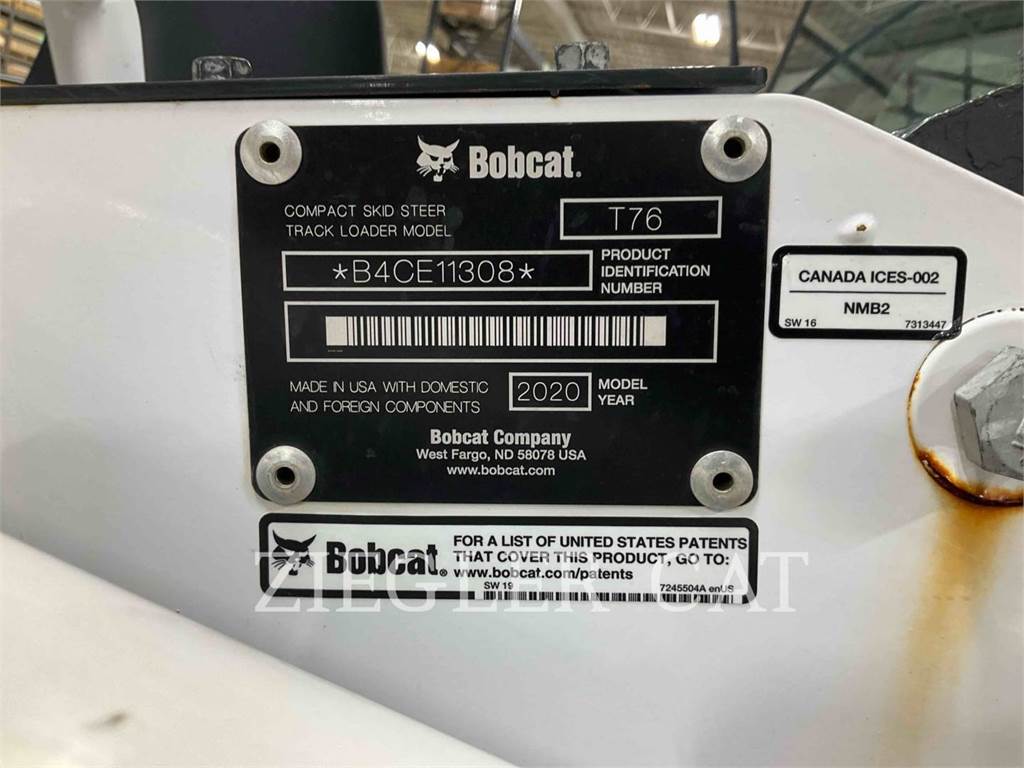 Bobcat.
COMPACT SKID STEER
TRACK LOADER MODEL
T76
*B4CE11308*
PRODUCT
IDENTIFICATION
NUMBER
MADE IN USA WITH DOMESTIC
AND FOREIGN COMPONENTS
2020
MODEL
YEAR
Bobcat Company
West Fargo, ND 58078 USA
www.bobcat.com
CANADA ICES-002
NMB2
SW 16 7313447
Bobcat.
FOR A LIST OF UNITED STATES PATENTS
THAT COVER THIS PRODUCT, GO TO:
www.bobcat.com/patents
SW 19 7245504A enUS
ZIEGLER CAT